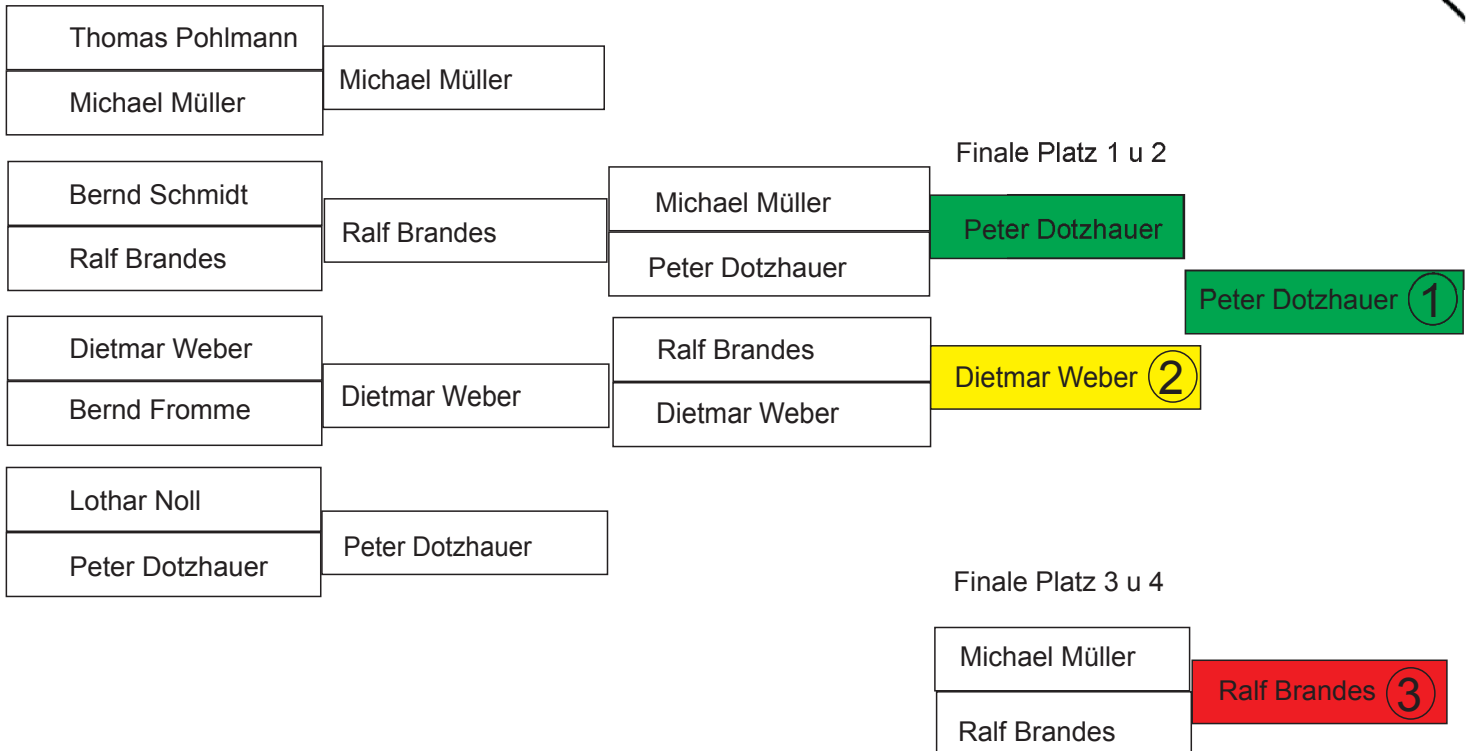 Thomas Pohlmann
Michael Müller
Michael Müller
Bernd Schmidt
Ralf Brandes
Ralf Brandes
Dietmar Weber
Bernd Fromme
Dietmar Weber
Lothar Noll
Peter Dotzhauer
Peter Dotzhauer
Michael Müller
Peter Dotzhauer
Ralf Brandes
Dietmar Weber
Finale Platz 1 u 2
Peter Dotzhauer
Dietmar Weber 2
Peter Dotzhauer 1
Finale Platz 3 u 4
Michael Müller
Ralf Brandes
Ralf Brandes 3